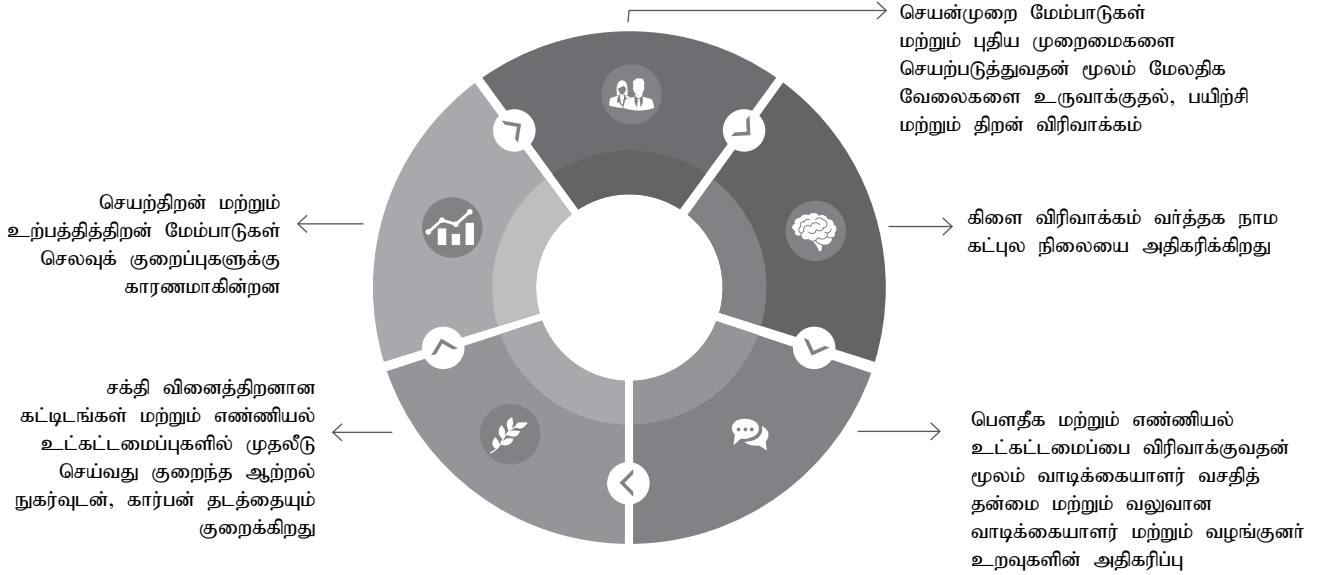 செயன்முறை மேம்பாடுகள்
மற்றும் புதிய முறைமைகளை
செயற்படுத்துவதன் மூலம் மேலதிக
வேலைகளை உருவாக்குதல், பயிற்சி
மற்றும் திறன் விரிவாக்கம்
கிளை விரிவாக்கம் வர்த்தக நாம
கட்புல நிலையை அதிகரிக்கிறது
பௌதீக மற்றும் எண்ணியல்
உட்கட்டமைப்பை விரிவாக்குவதன்
மூலம் வாடிக்கையாளர் வசதித்
தன்மை மற்றும் வலுவான
வாடிக்கையாளர் மற்றும் வழங்குனர்
உறவுகளின் அதிகரிப்பு
சக்தி வினைத்திறனான
கட்டிடங்கள் மற்றும் எண்ணியல்
உட்கட்டமைப்புகளில் முதலீடு
செய்வது குறைந்த ஆற்றல்
நுகர்வுடன், கார்பன் தடத்தையும்
குறைக்கிறது
செயற்திறன் மற்றும்
உற்பத்தித்திறன் மேம்பாடுகள்
செலவுக் குறைப்புகளுக்கு
காரணமாகின்றன